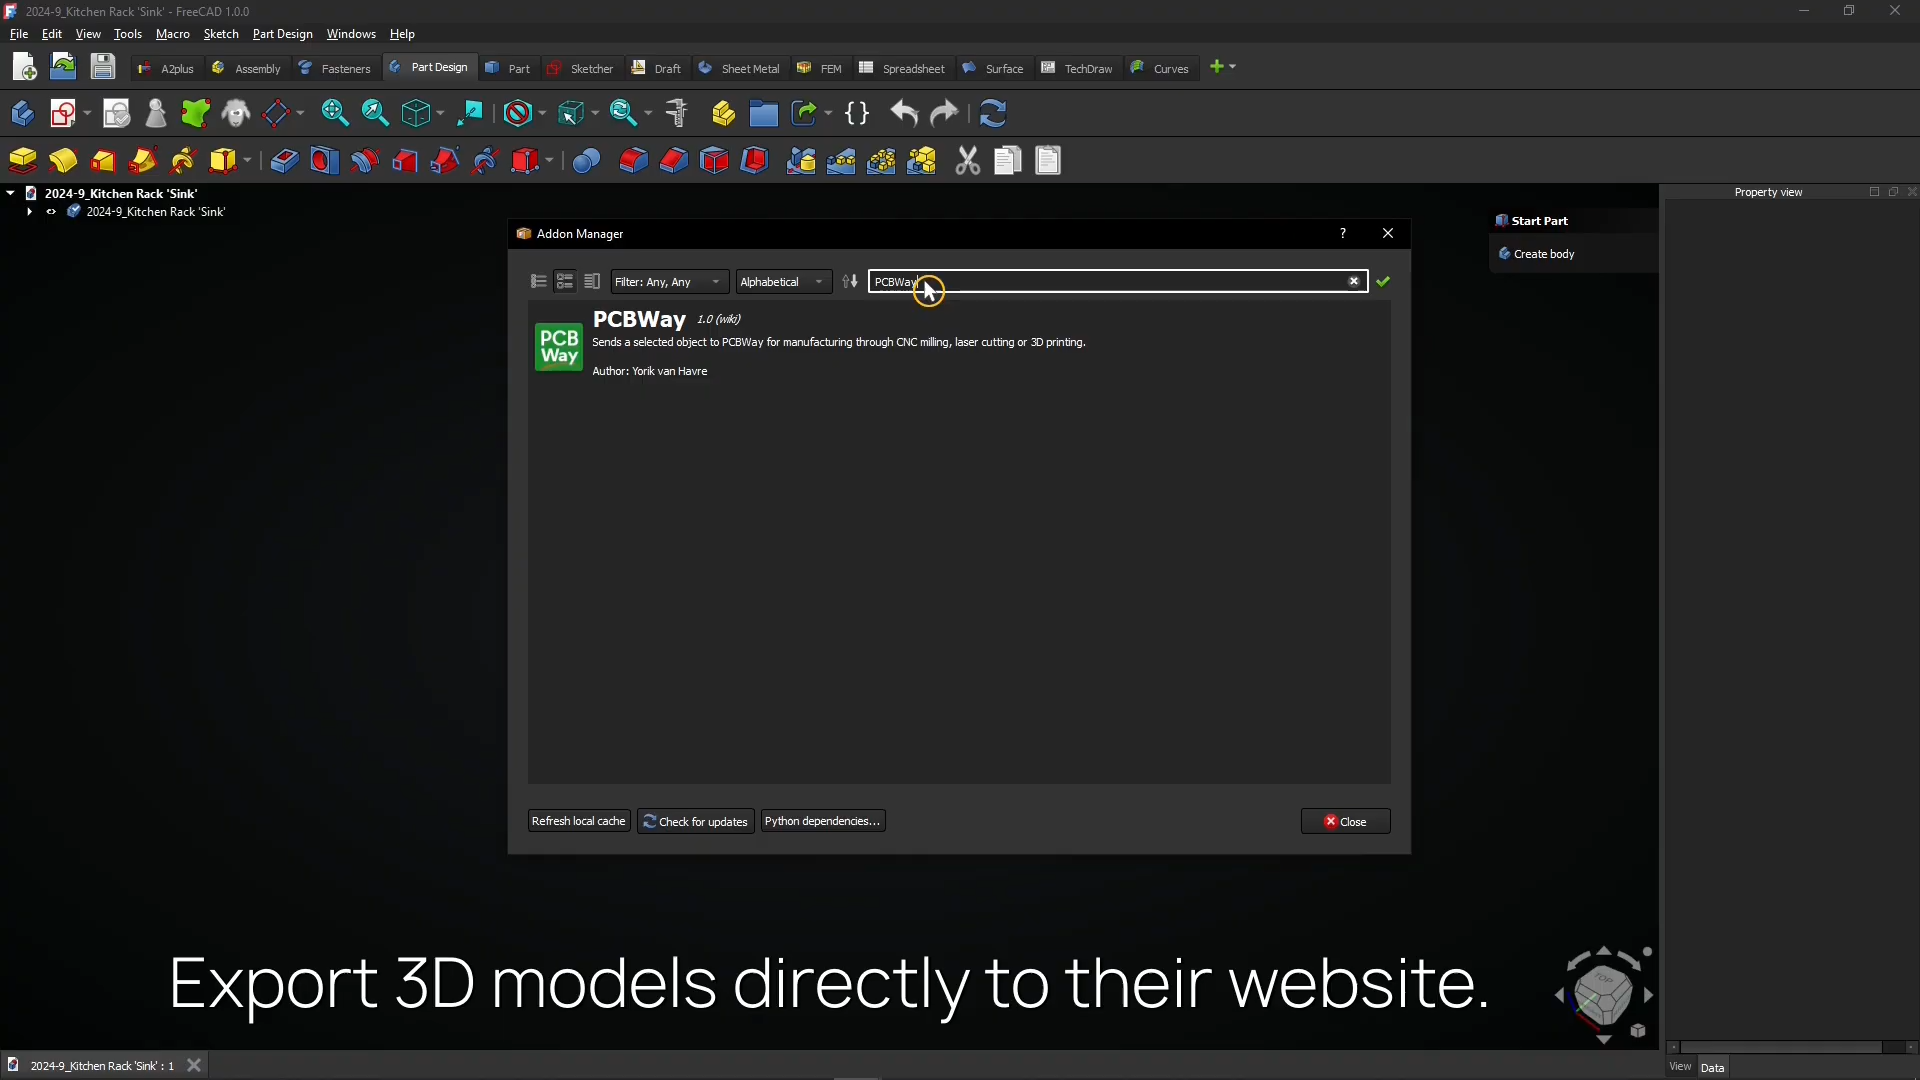 2024-9_Kitchen Rack 'Sink' - FreeCAD 1.0.0
File Edit View Tools Macro Sketch Part Design Windows Help
A2plus Assembly Fasteners Part Design Part Sketcher Draft Sheet Metal FEM Spreadsheet Surface TechDraw Curves
2024-9_Kitchen Rack 'Sink'
2024-9_Kitchen Rack 'Sink'
Property view
Start Part
Create body
Addon Manager
Filter: Any, Any Alphabetical PCBWay
PCB
Way
PCBWay 1.0 (wiki)
Sends a selected object to PCBWay for manufacturing through CNC milling, laser cutting or 3D printing.
Author: Yorik van Havre
Refresh local cache Check for updates Python dependencies... Close
Export 3D models directly to their website.
TOP
2024-9_Kitchen Rack 'Sink' : 1
View Data